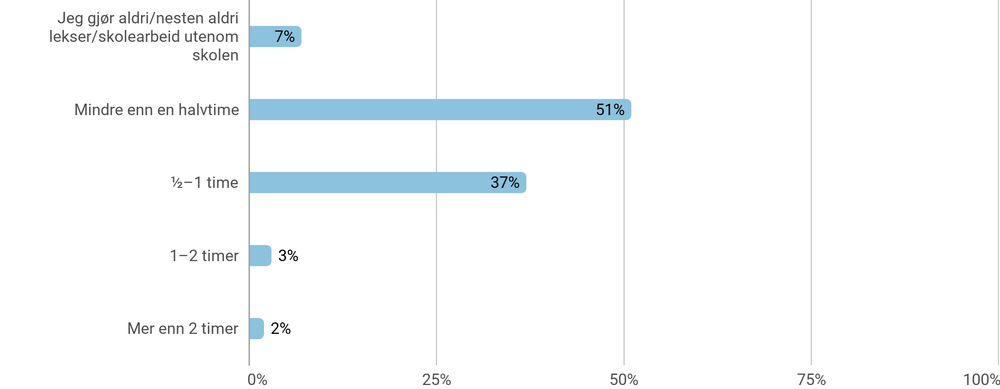 Jeg gjør aldri/nesten aldri
lekser/skolearbeid utenom
skolen
7%
Mindre enn en halvtime
51%
½–1 time
37%
1–2 timer
3%
Mer enn 2 timer
2%
0%
25%
50%
75%
100%